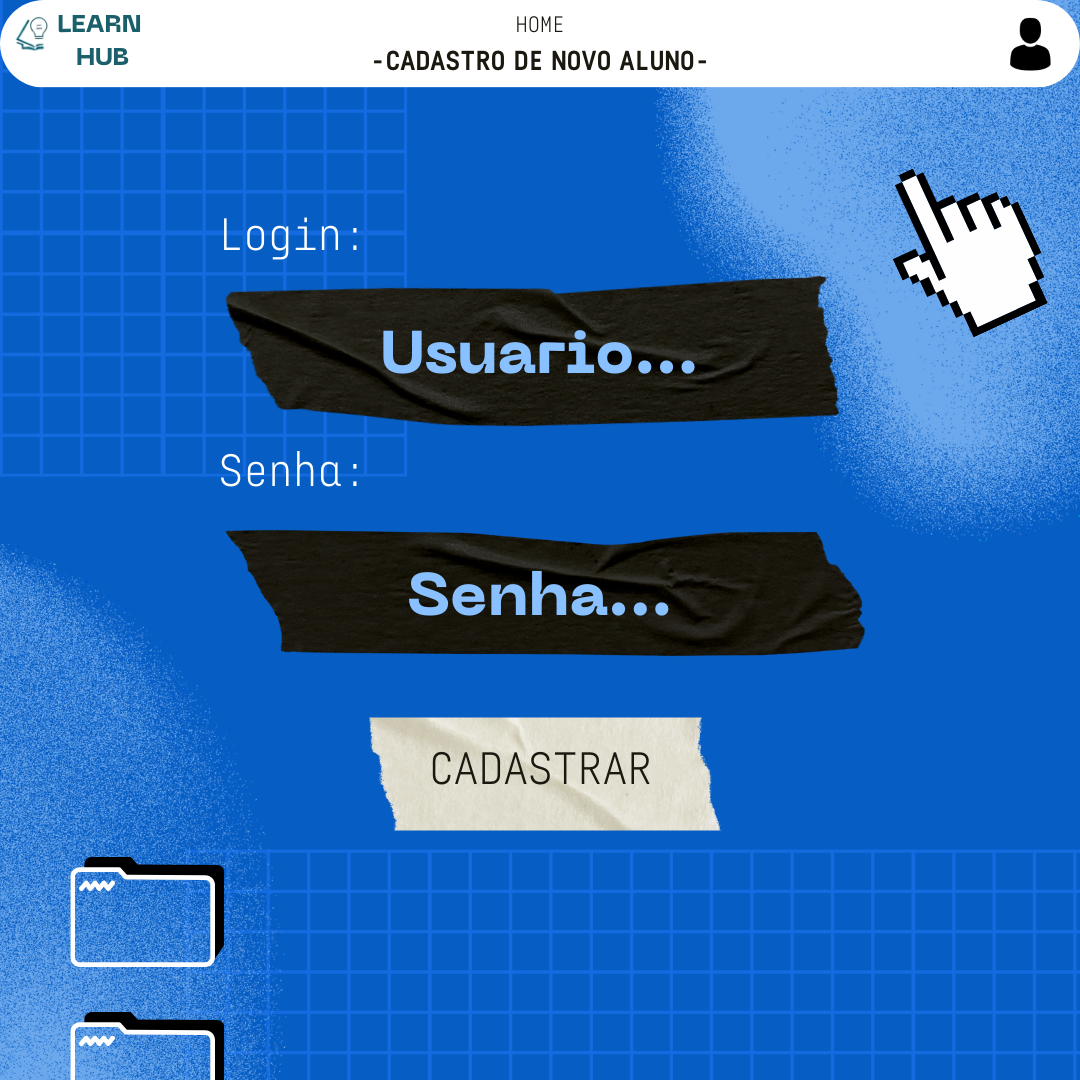 LEARN
HUB
HOME
-CADASTRO DE NOVO ALUNO-
Login:
Usuario...
Senha:
Senha...
CADASTRAR